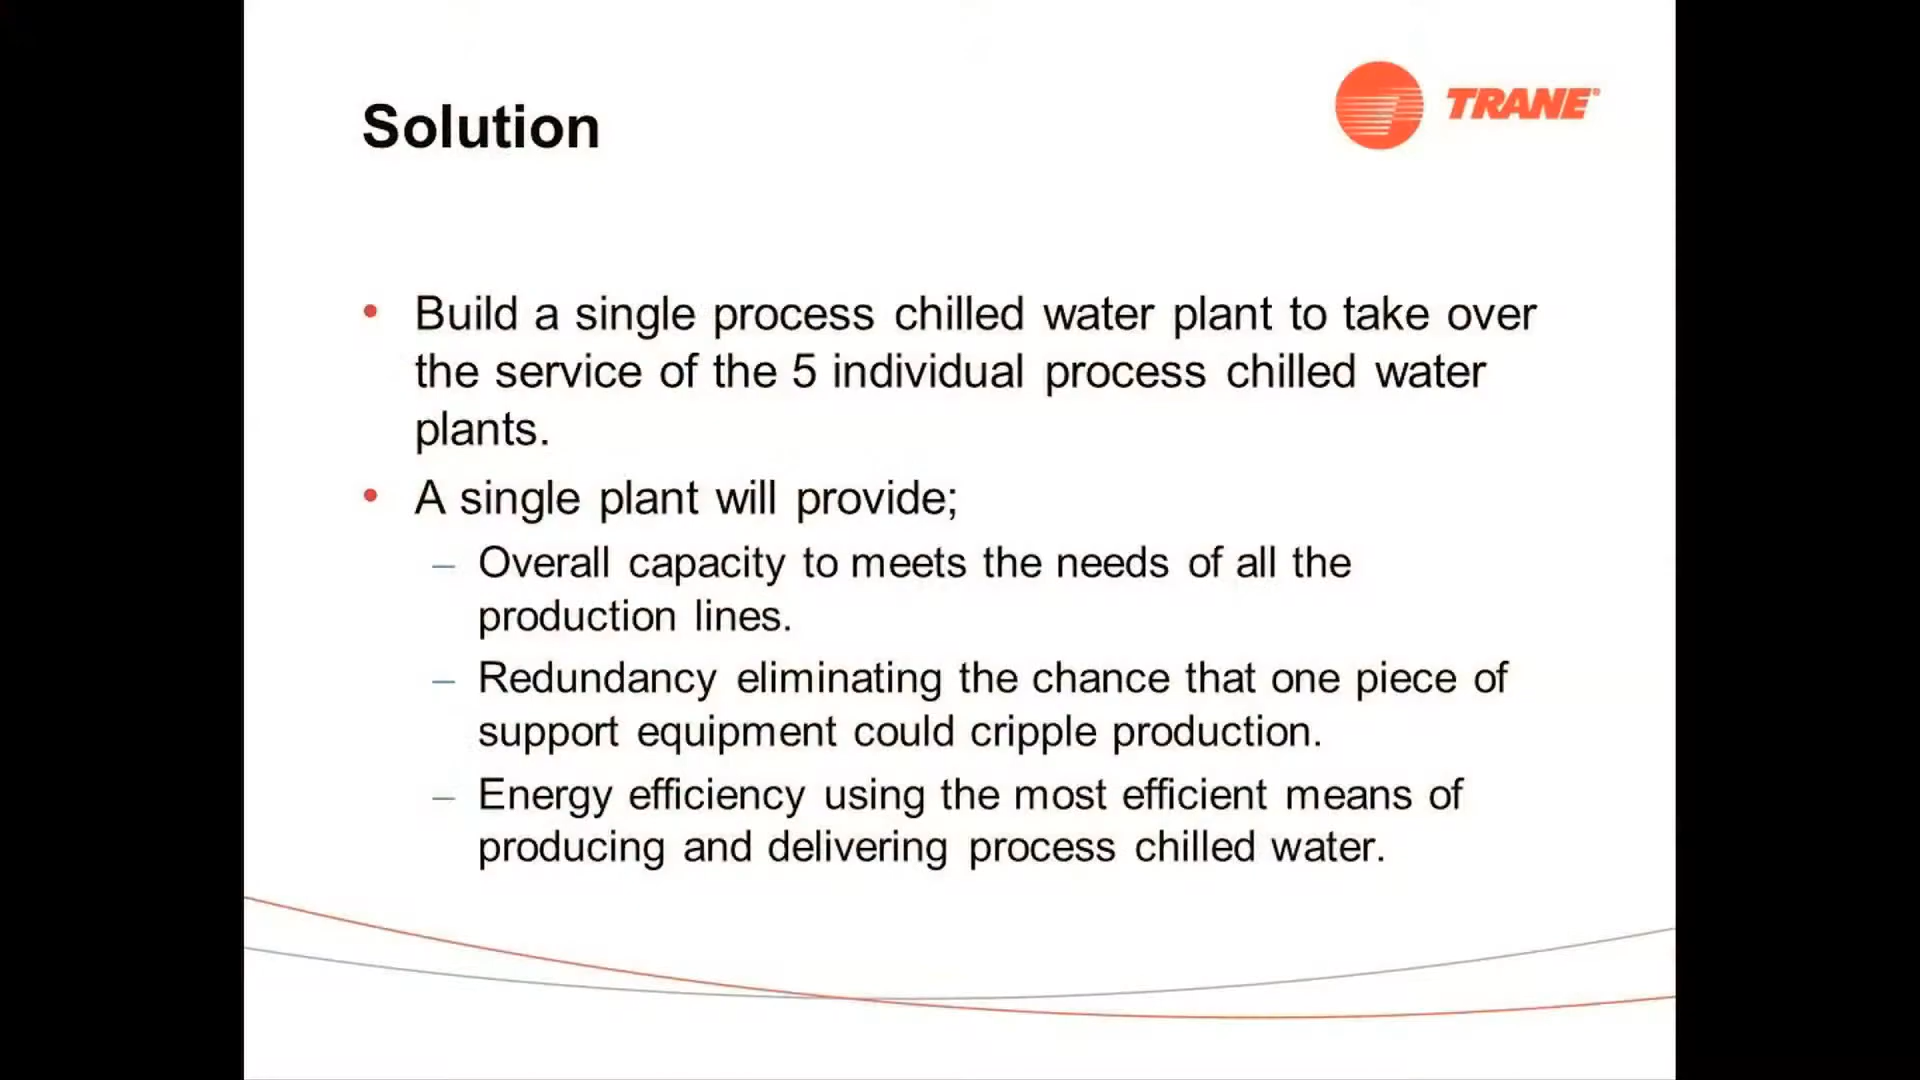 Solution
TRANE®
• Build a single process chilled water plant to take over
the service of the 5 individual process chilled water
plants.
• A single plant will provide;
– Overall capacity to meets the needs of all the
production lines.
– Redundancy eliminating the chance that one piece of
support equipment could cripple production.
– Energy efficiency using the most efficient means of
producing and delivering process chilled water.